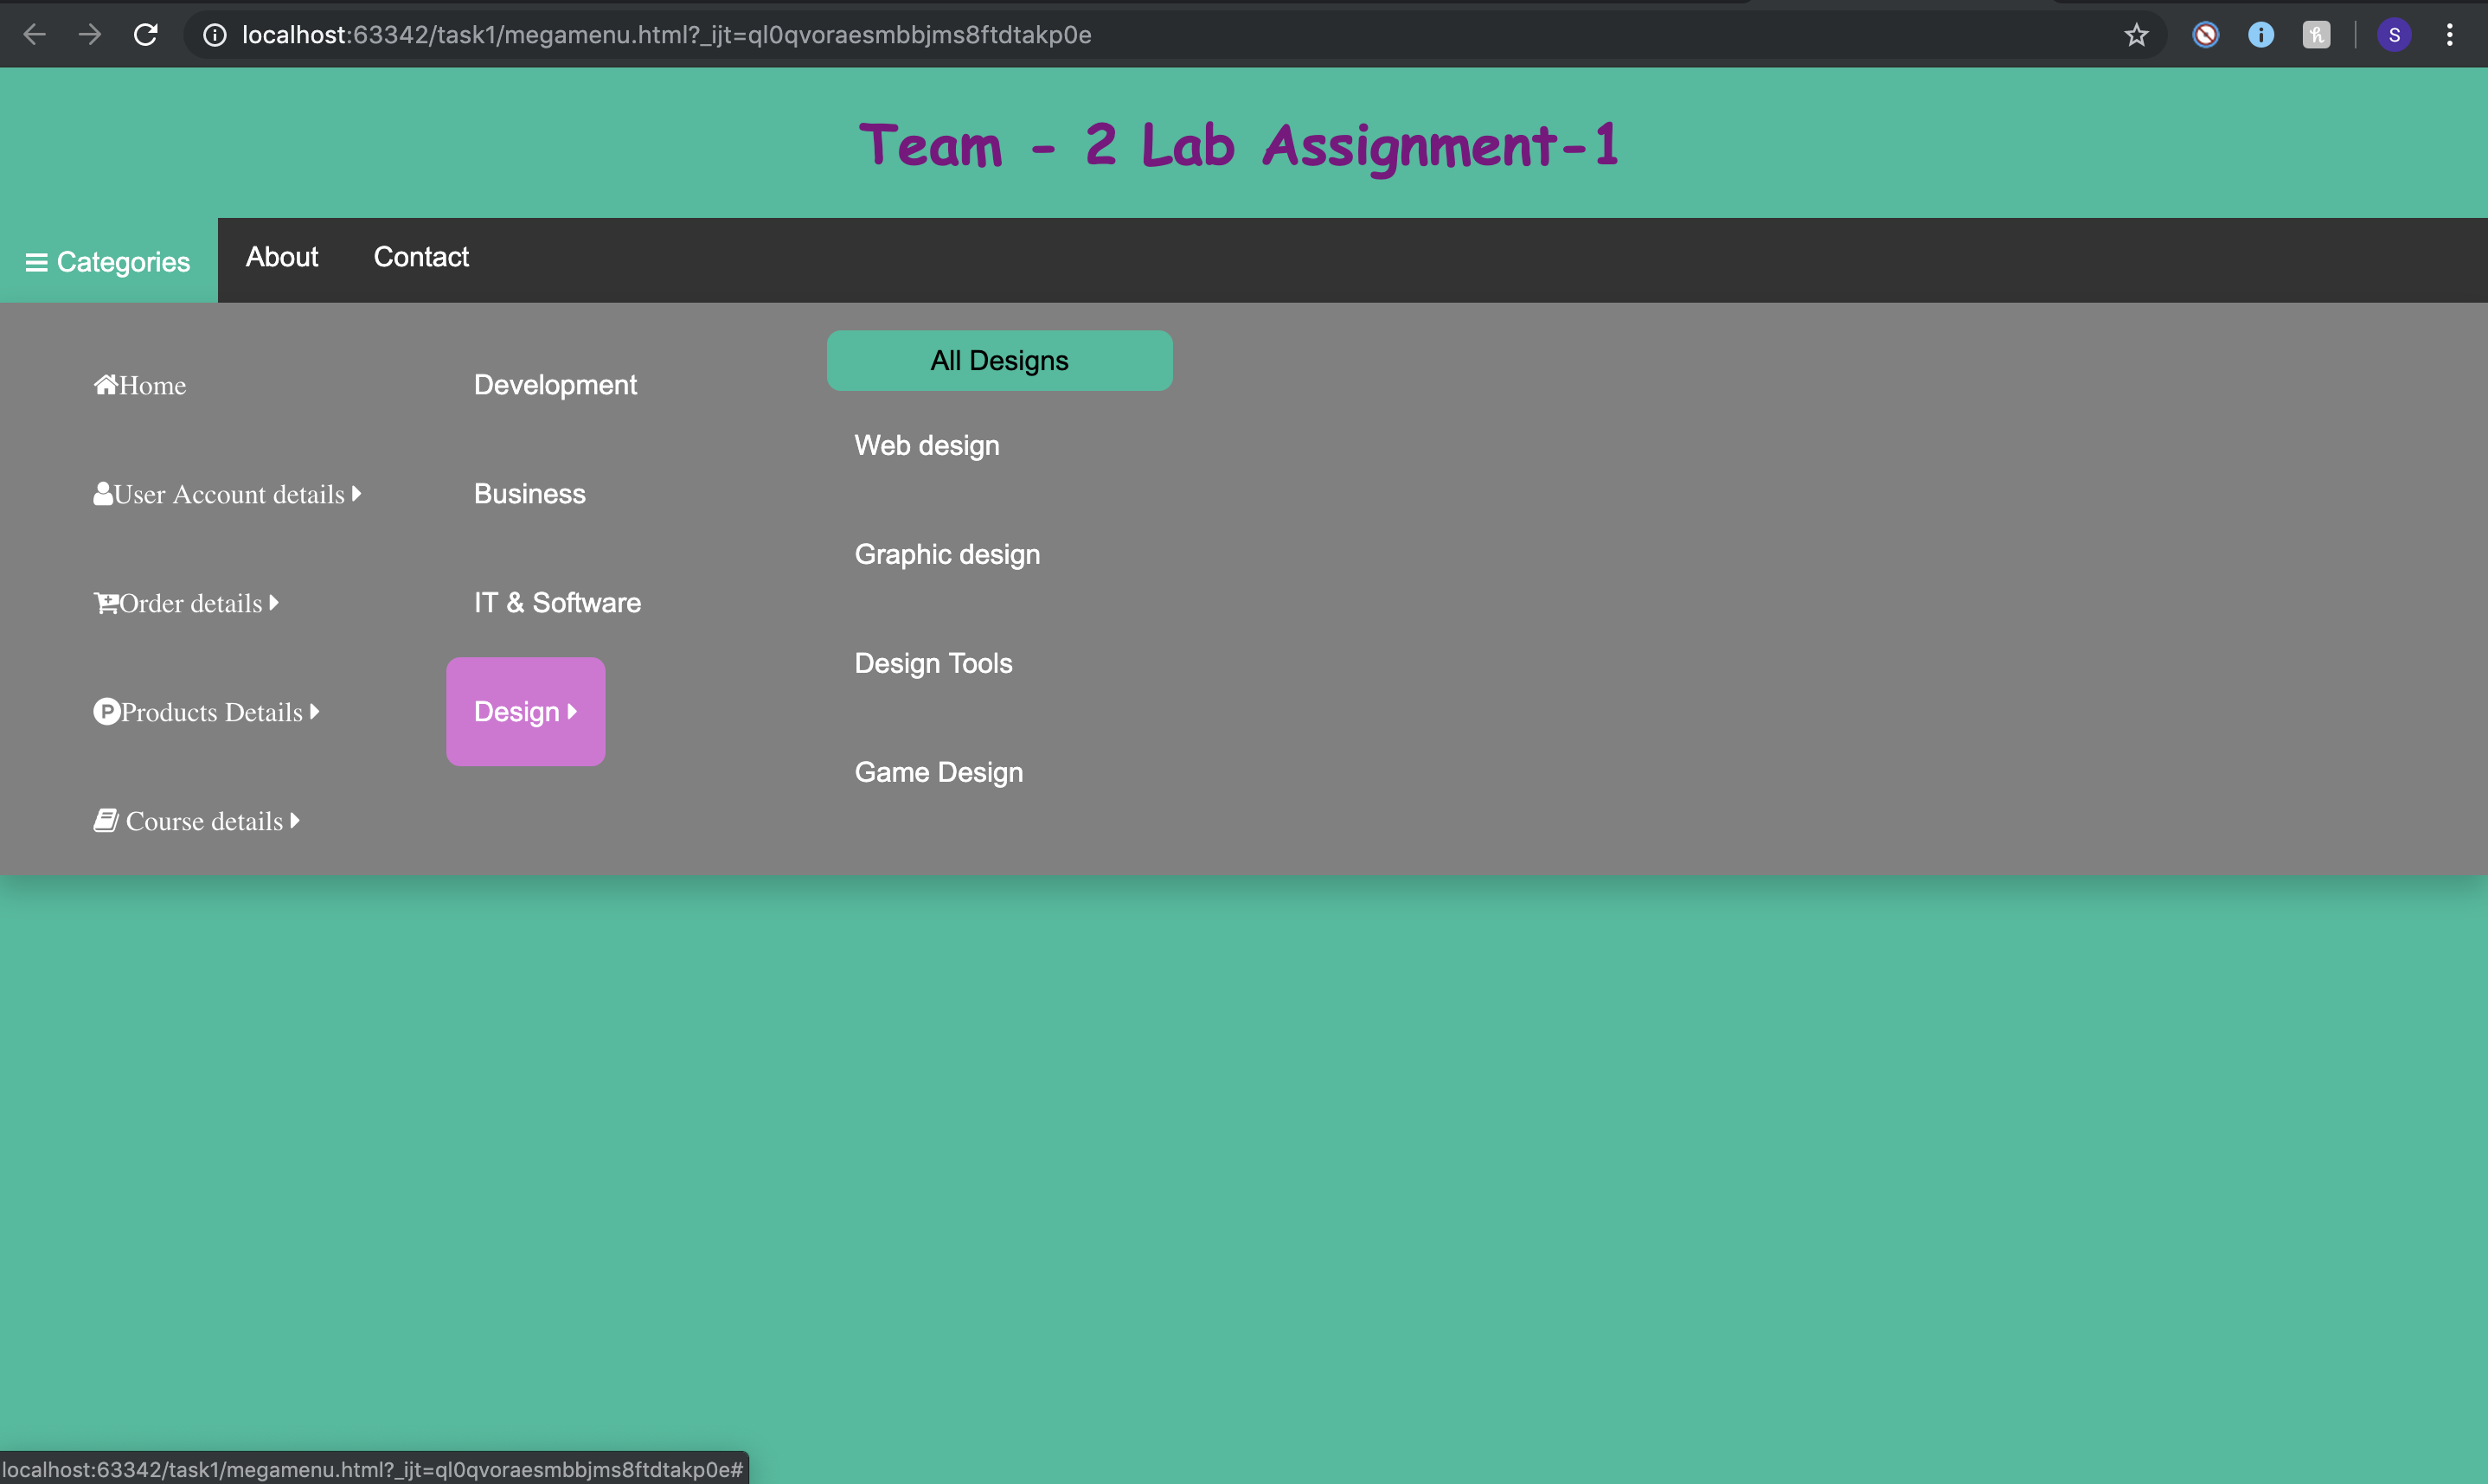 localhost:63342/task1/megamenu.html?_ijt=ql0qvoraesmbbjms8ftdtakp0e
S
Team - 2 Lab Assignment-1
Categories About Contact
Home
User Account details
Order details
P Products Details
Course details
Development
Business
IT & Software
Design
All Designs
Web design
Graphic design
Design Tools
Game Design
localhost:63342/task1/megamenu.html?_ijt=ql0qvoraesmbbjms8ftdtakp0e#